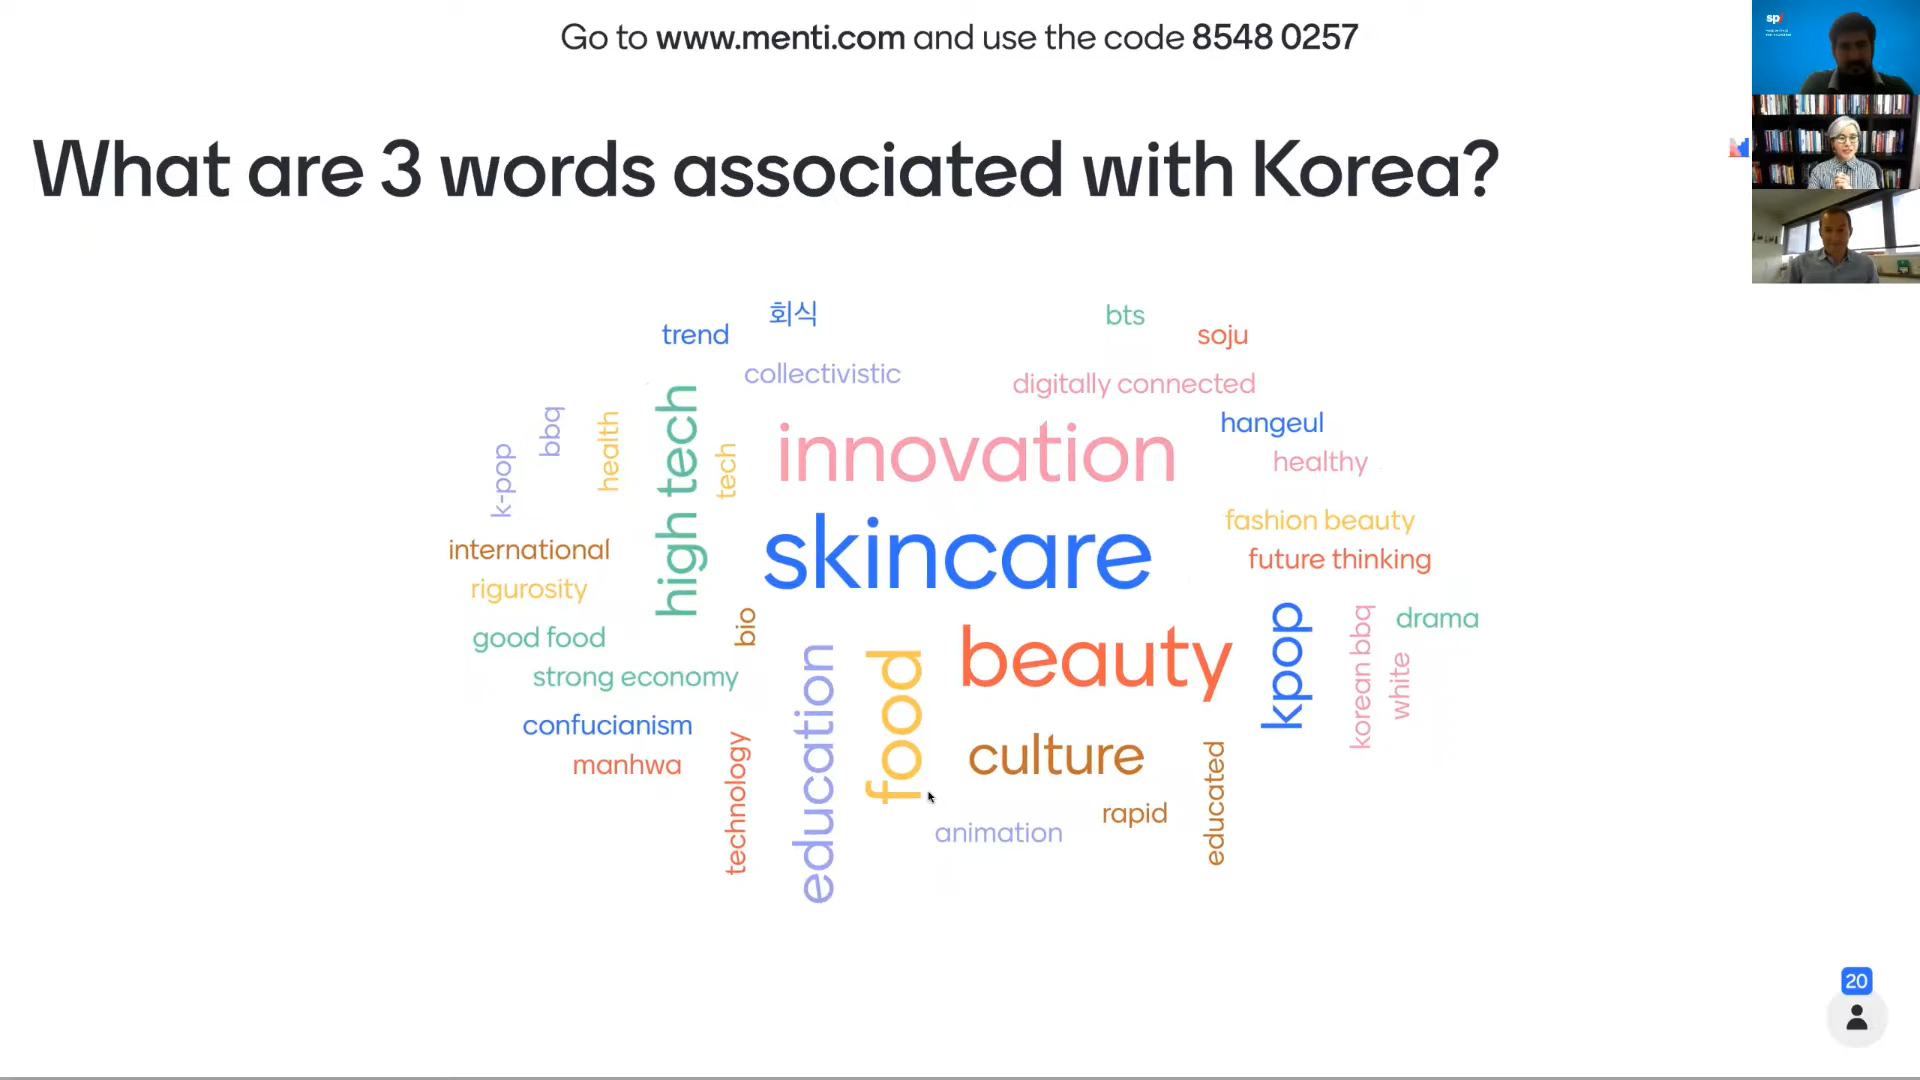 Go to www.menti.com and use the code 8548 0257
What are 3 words associated with Korea?
sp/
회식
bts
trend
soju
collectivistic
digitally connected
high tech
bbq
health
hangeul
k-pop
tech
innovation
healthy
skincare
fashion beauty
international
future thinking
rigurosity
bio
kpop
korean bbq
drama
good food
beauty
white
education
food
strong economy
confucianism
culture
manhwa
technology
educated
rapid
animation
20